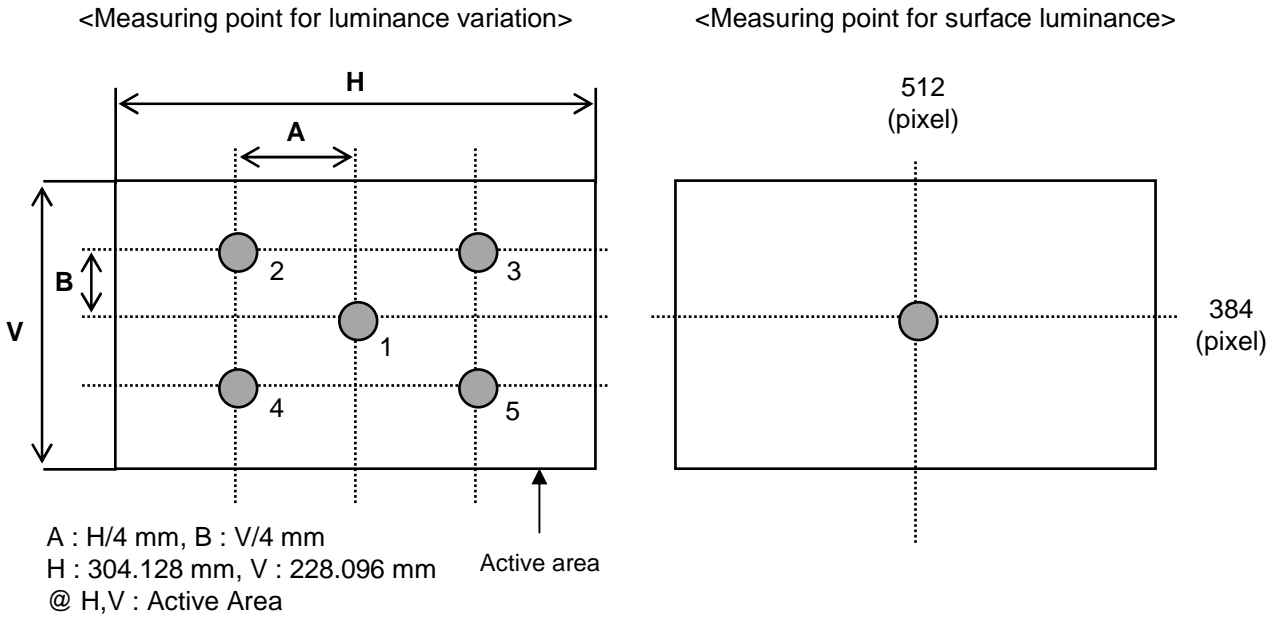 <Measuring point for luminance variation>
<Measuring point for surface luminance>
H
A
B
V
2
3
1
4
5
A : H/4 mm, B : V/4 mm
H : 304.128 mm, V : 228.096 mm
@ H,V : Active Area
Active area
512
(pixel)
384
(pixel)